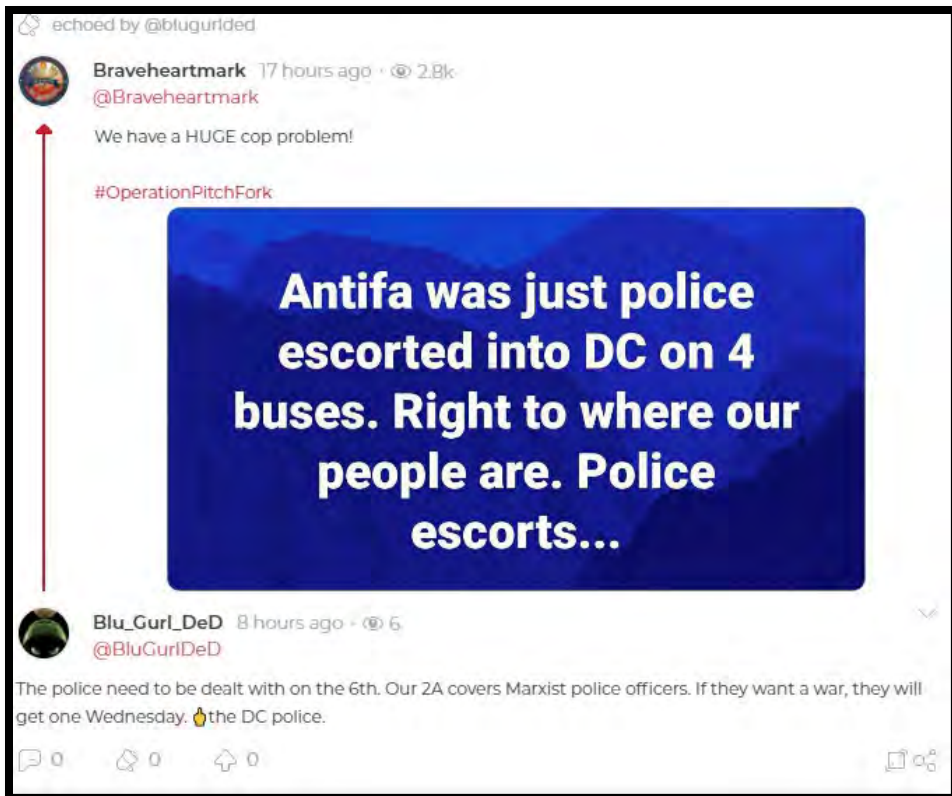 echoed by @blugurlded
Braveheartmark 17 hours ago · 2.8k
@Braveheartmark
We have a HUGE cop problem!
#OperationPitchFork
Antifa was just police
escorted into DC on 4
buses. Right to where our
people are. Police
escorts...
Blu_Gurl_DeD 8 hours ago · 6
@BluGurlDeD
The police need to be dealt with on the 6th. Our 2A covers Marxist police officers. If they want a war, they will
get one Wednesday. 🖕the DC police.
0 0 0